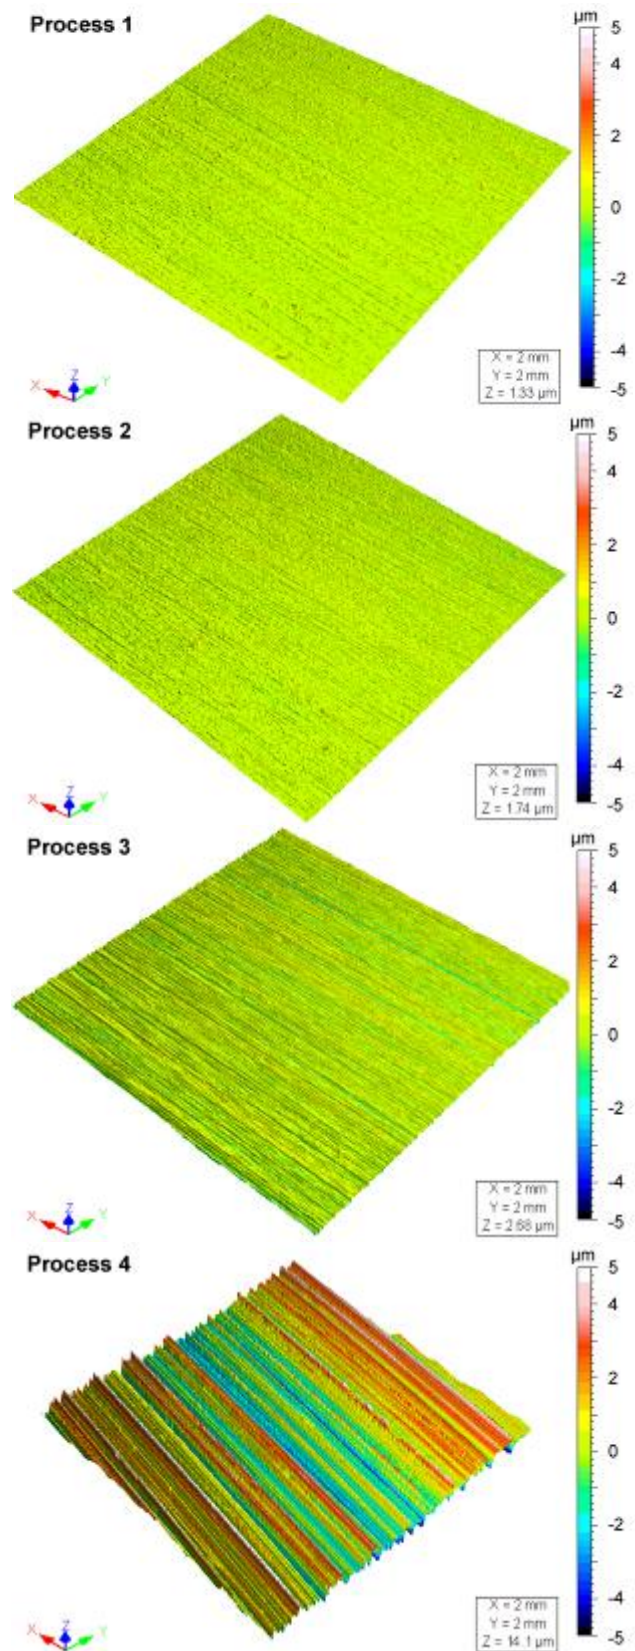 Process 1
µm
5
4
2
0
-2
-4
-5
X
Z
Y
X = 2 mm
Y = 2 mm
Z = 1.33 µm
Process 2
µm
5
4
2
0
-2
-4
-5
X
Z
Y
X = 2 mm
Y = 2 mm
Z = 1.74 µm
Process 3
µm
5
4
2
0
-2
-4
-5
X
Z
Y
X = 2 mm
Y = 2 mm
Z = 2.68 µm
Process 4
µm
5
4
2
0
-2
-4
-5
X
Z
Y
X = 2 mm
Y = 2 mm
Z = 14.1 µm